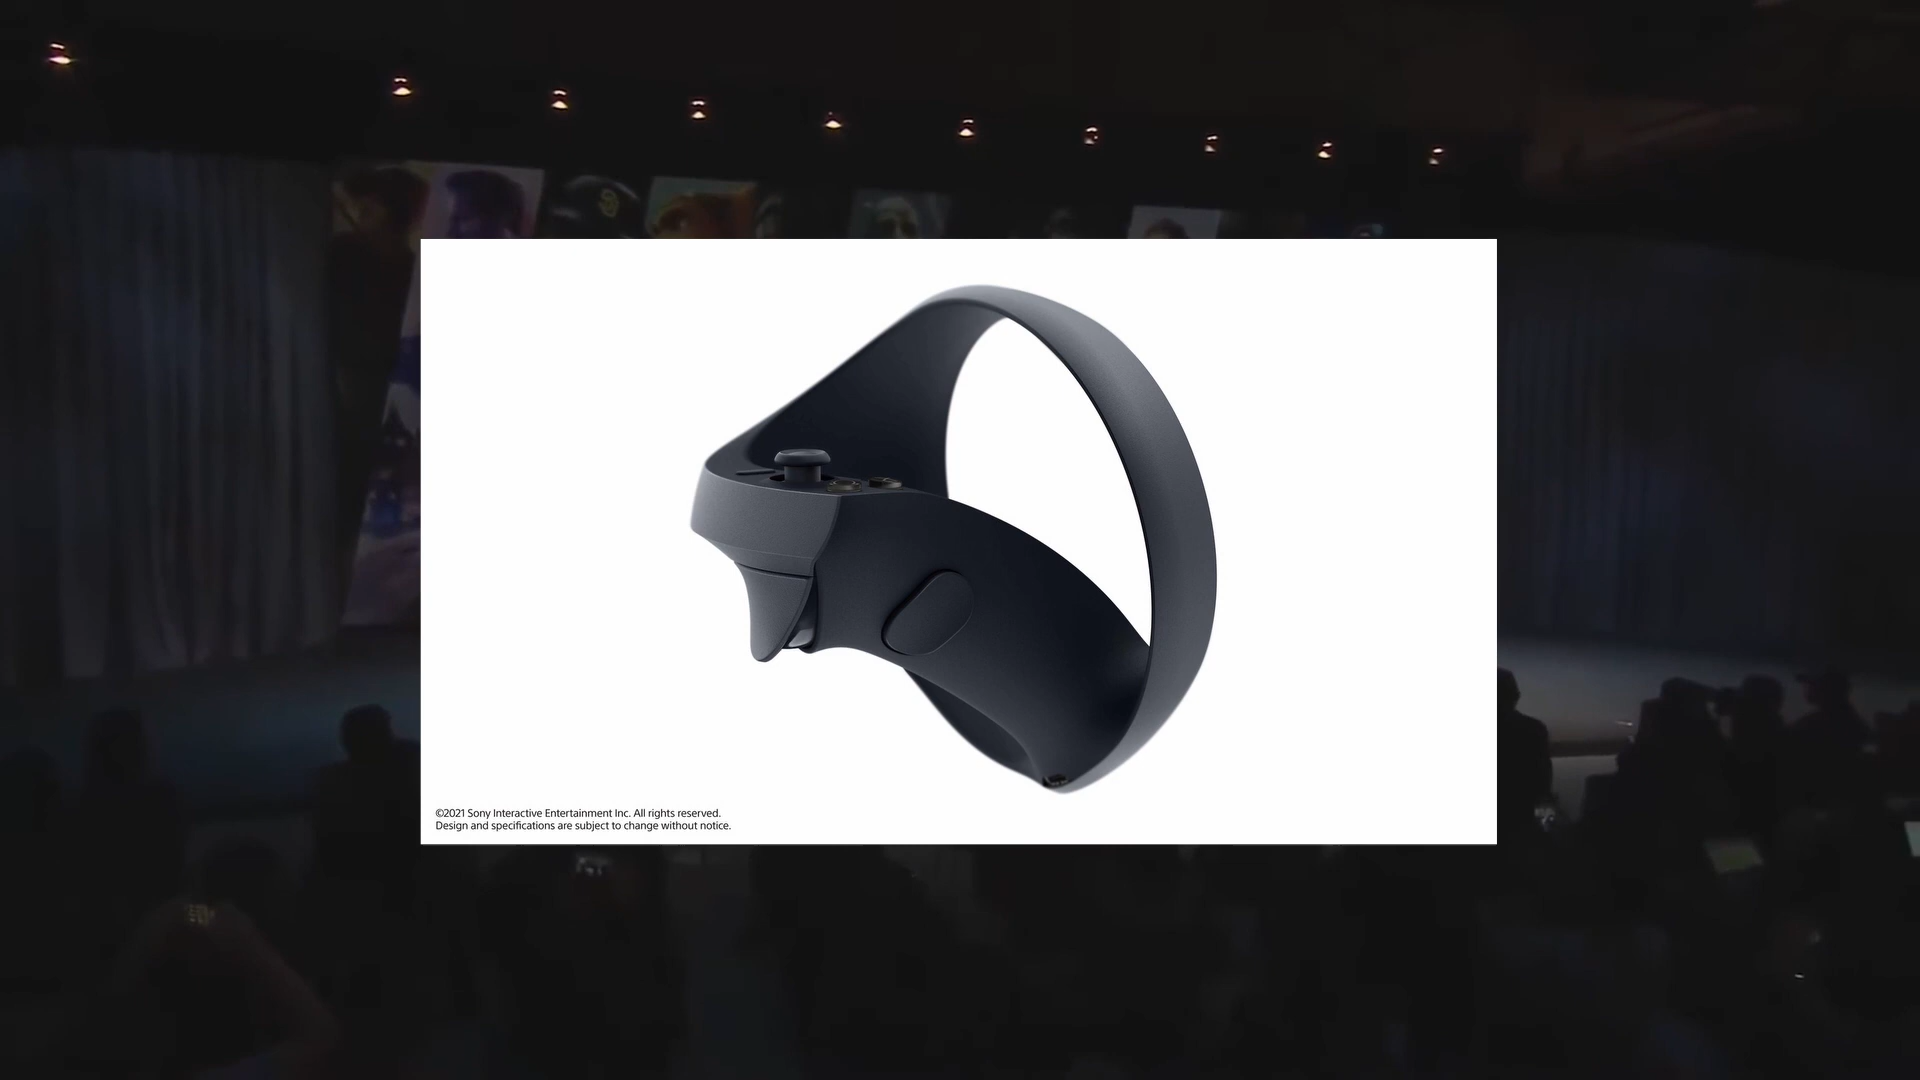 ©2021 Sony Interactive Entertainment Inc. All rights reserved.
Design and specifications are subject to change without notice.